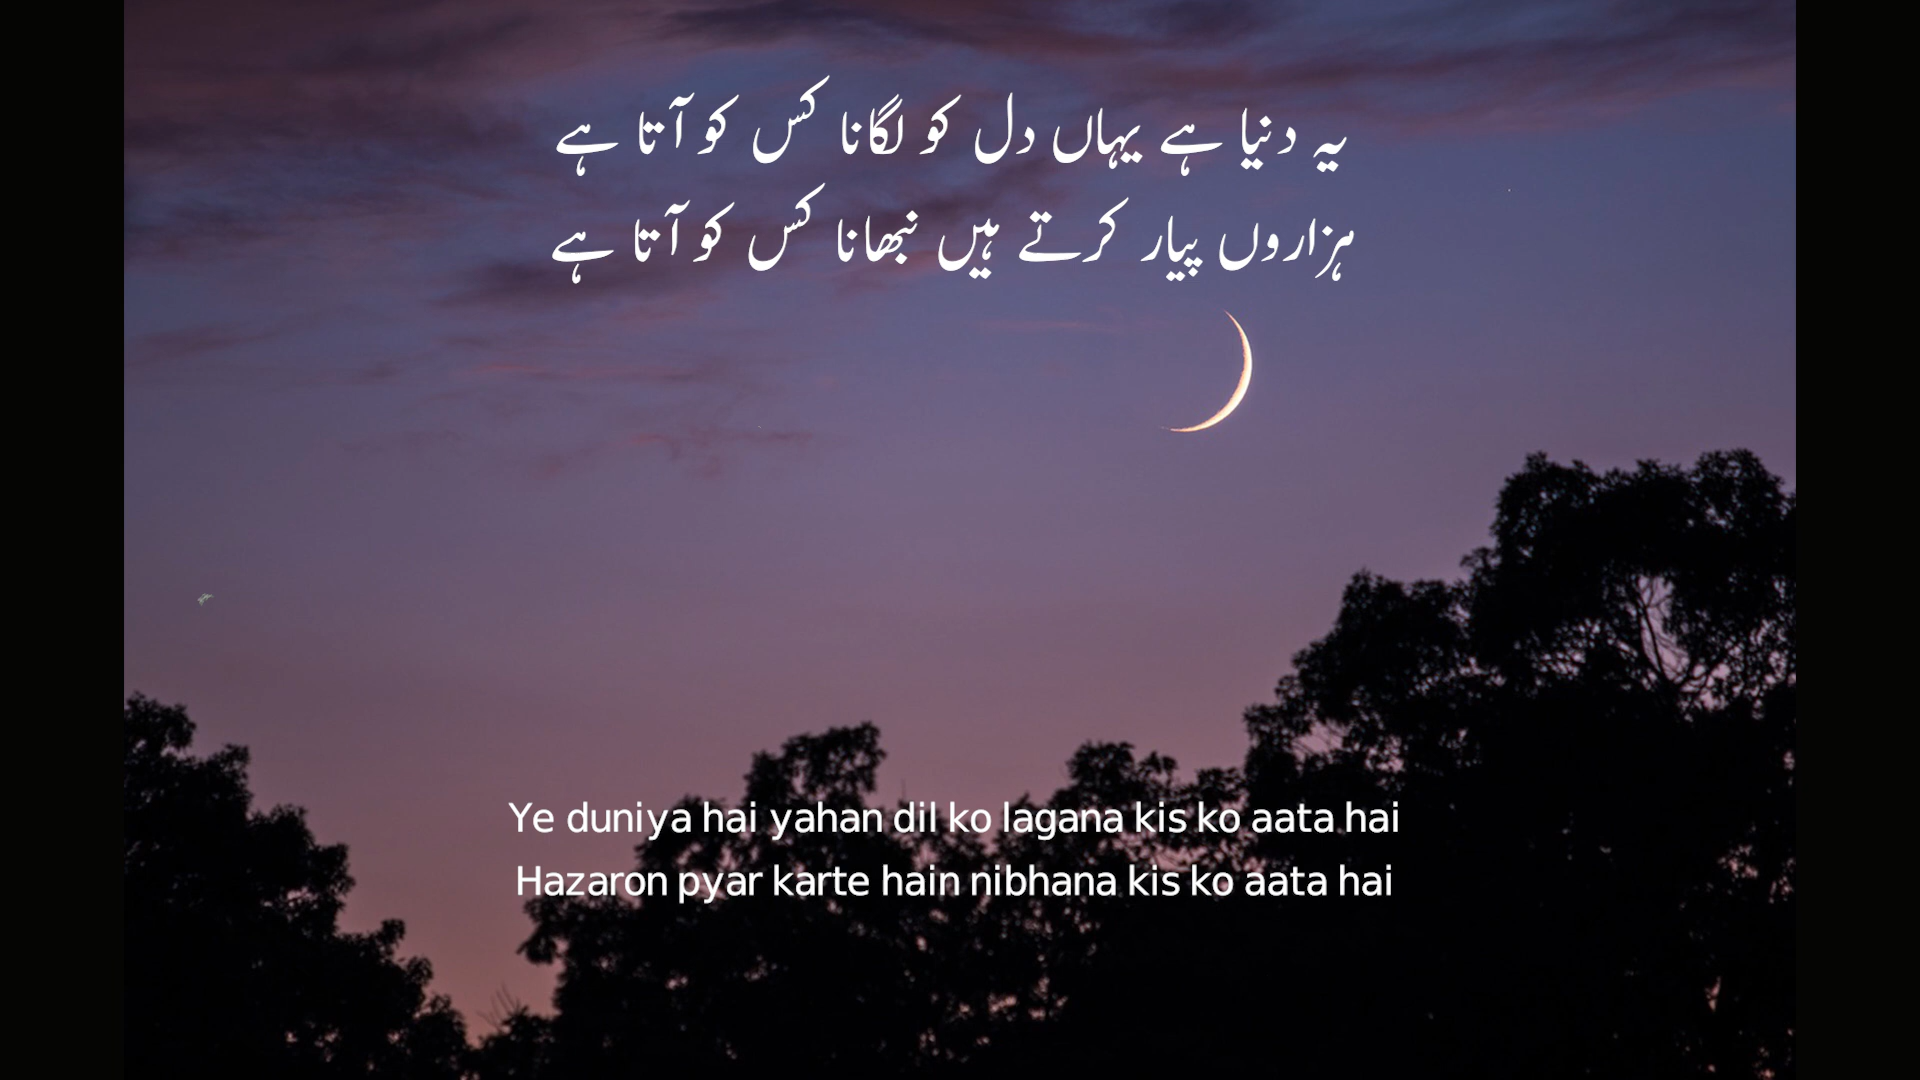 یہ دنیا ہے یہاں دل کو لگانا کس کو آتا ہے
ہزاروں پیار کرتے ہیں نبھانا کس کو آتا ہے
Ye duniya hai yahan dil ko lagana kis ko aata hai
Hazaron pyar karte hain nibhana kis ko aata hai